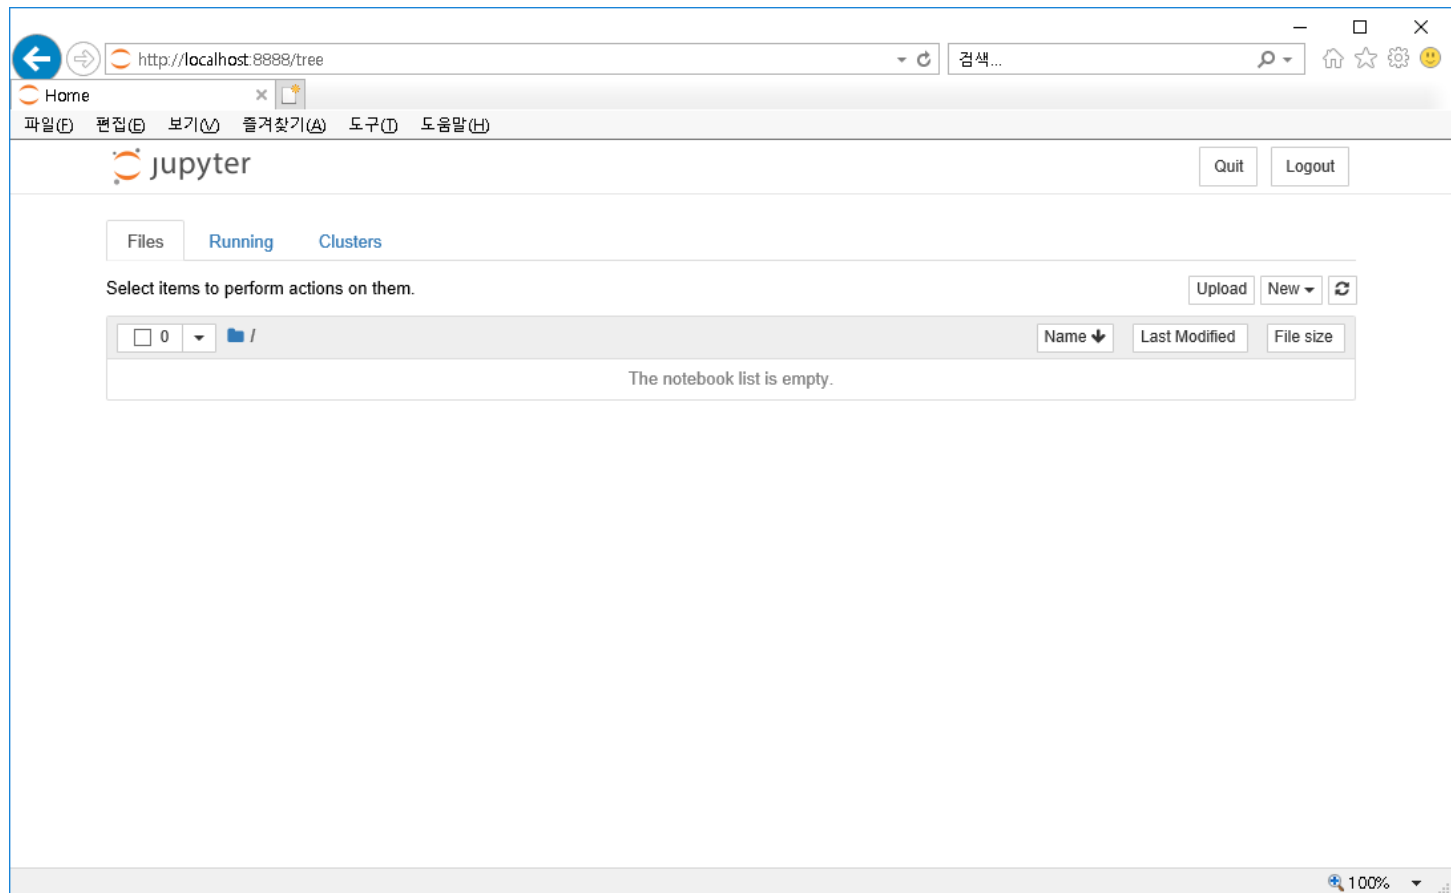 http://localhost:8888/tree 검색...
Home
파일(F) 편집(E) 보기(V) 즐겨찾기(A) 도구(T) 도움말(H)
jupyter Quit Logout
Files Running Clusters
Select items to perform actions on them. Upload New
0 / Name Last Modified File size
The notebook list is empty.
100%